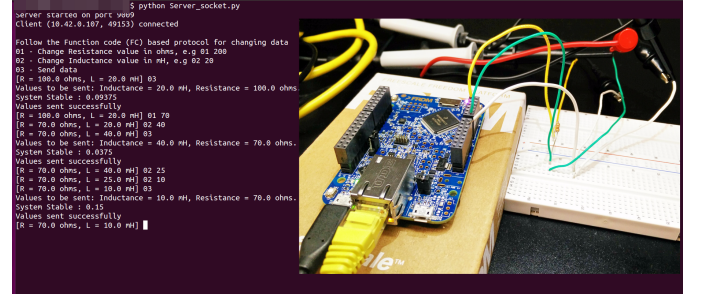 $ python Server_socket.py
Server started on port 9009
Client (10.42.0.107, 49153) connected
Follow the Function code (FC) based protocol for changing data
01 - Change Resistance value in ohms, e.g 01 200
02 - Change Inductance value in mH, e.g 02 20
03 - Send data
[R = 100.0 ohms, L = 20.0 mH] 03
Values to be sent: Inductance = 20.0 mH, Resistance = 100.0 ohms.
System Stable : 0.09375
Values sent successfully
[R = 100.0 ohms, L = 20.0 mH] 01 70
[R = 70.0 ohms, L = 20.0 mH] 02 40
[R = 70.0 ohms, L = 40.0 mH] 03
Values to be sent: Inductance = 40.0 mH, Resistance = 70.0 ohms.
System Stable : 0.0375
Values sent successfully
[R = 70.0 ohms, L = 40.0 mH] 02 25
[R = 70.0 ohms, L = 25.0 mH] 02 10
[R = 70.0 ohms, L = 10.0 mH] 03
Values to be sent: Inductance = 10.0 mH, Resistance = 70.0 ohms.
System Stable : 0.15
Values sent successfully
[R = 70.0 ohms, L = 10.0 mH]